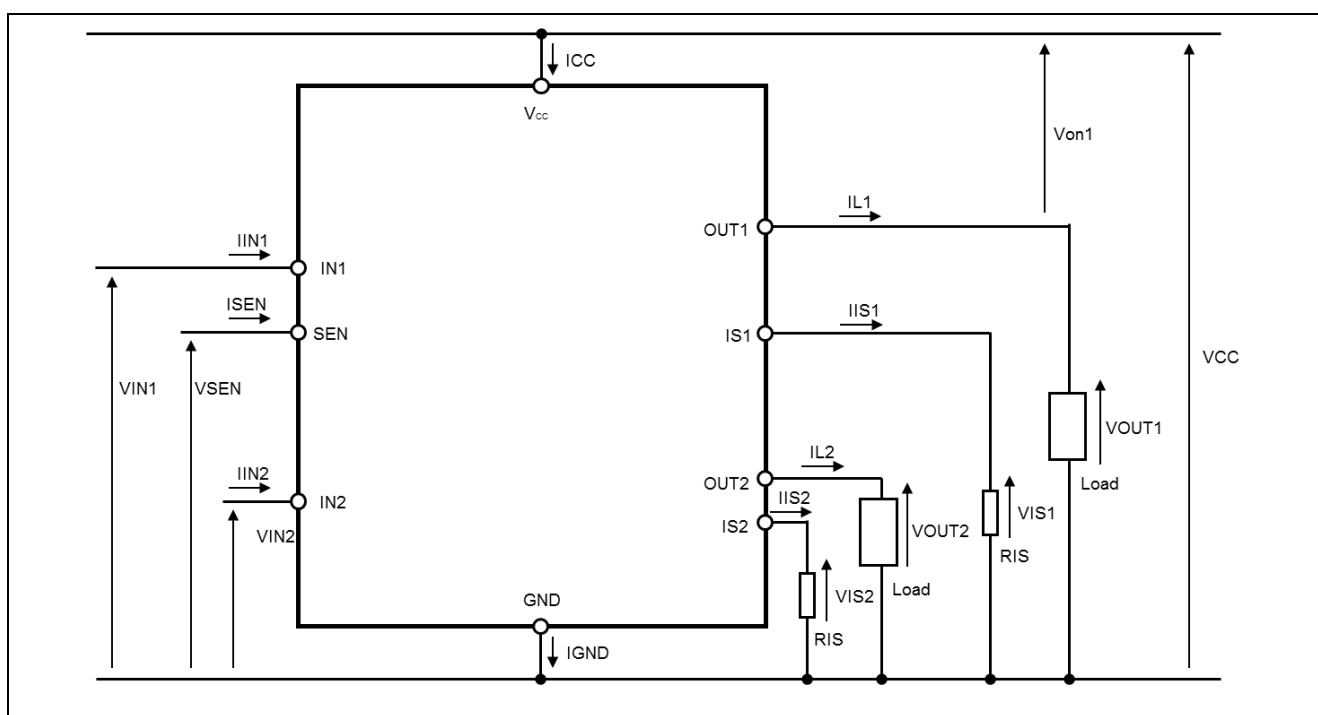 ICC
Vcc
Von1
IL1
OUT1
IIN1
IN1
ISEN
SEN
IIS1
IS1
VCC
VIN1
VSEN
VOUT1
IL2
IIN2
OUT2
Load
IIS2
IN2
IS2
VIS1
VIN2
VOUT2
RIS
Load
GND
VIS2
RIS
IGND